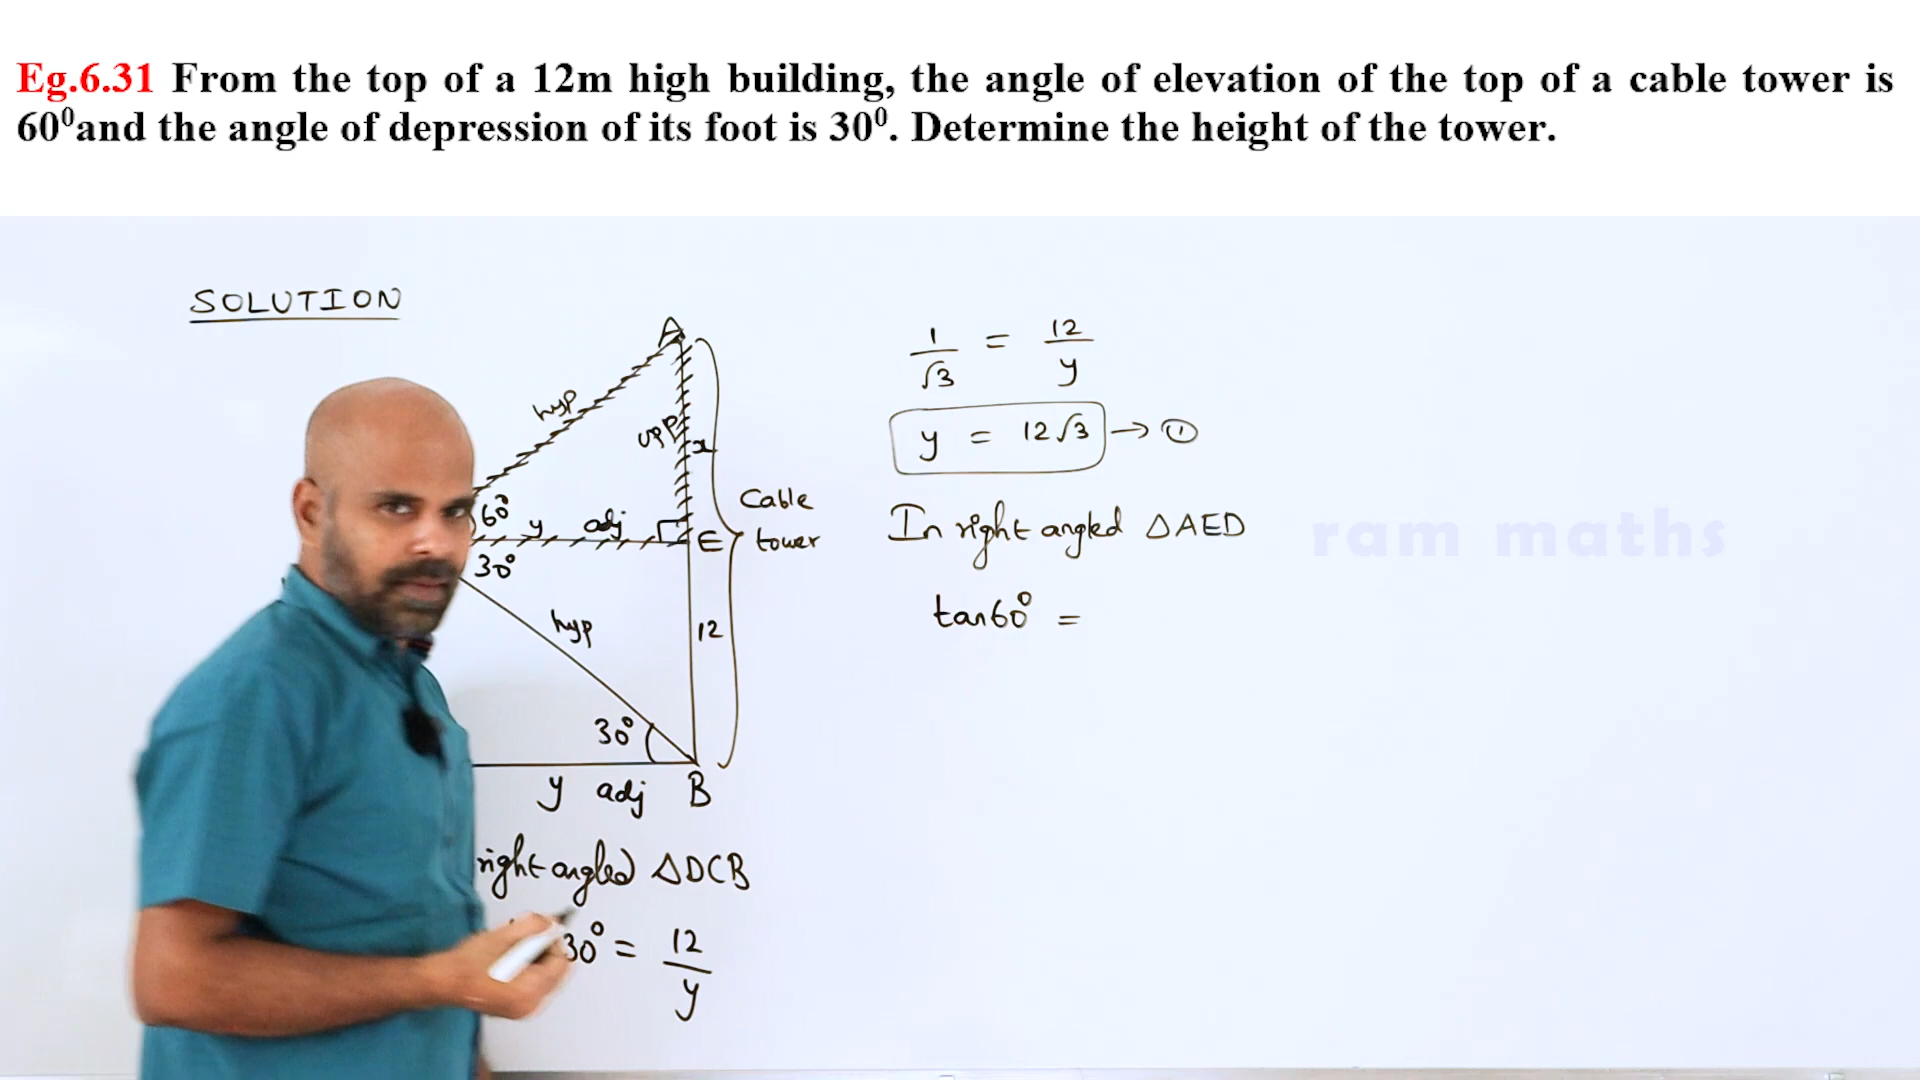 Eg.6.31 From the top of a 12m high building, the angle of elevation of the top of a cable tower is
60⁰and the angle of depression of its foot is 30⁰. Determine the height of the tower.
SOLUTION
A
hyp
opp
x
60°
y
adj
E
Cable
tower
30°
hyp
12
30°
y adj B
right angled △DCB
30° = 12/y
1/√3 = 12/y
y = 12√3 → ①
In right angled △AED
tan60° =
ram maths